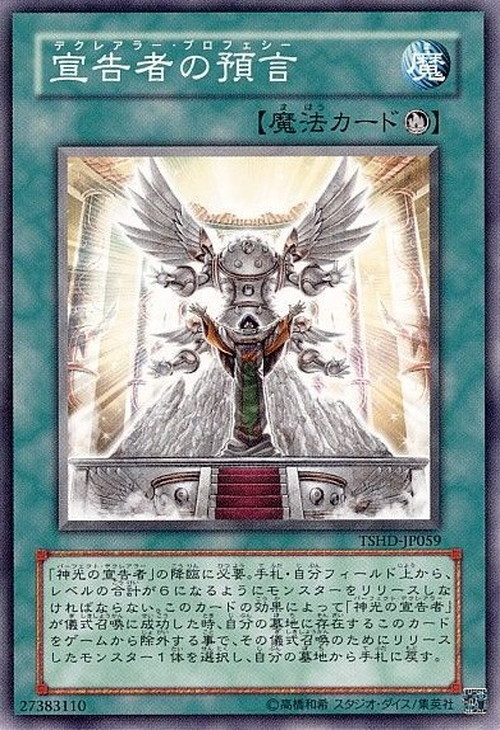 デクレアラー・プロフェシー
宣告者の預言
魔
まほう
【魔法カード】
TSHD-JP059
「神光の宣告者」の降臨に必要。手札・自分フィールド上から、
レベルの合計が6になるようにモンスターをリリースしな
ければならない。このカードの効果によって「神光の宣告者」
が儀式召喚に成功した時、自分の墓地に存在するこのカード
をゲームから除外する事で、その儀式召喚のためにリリース
したモンスター1体を選択し、自分の墓地から手札に戻す。
27383110
©高橋和希 スタジオ・ダイス/集英社